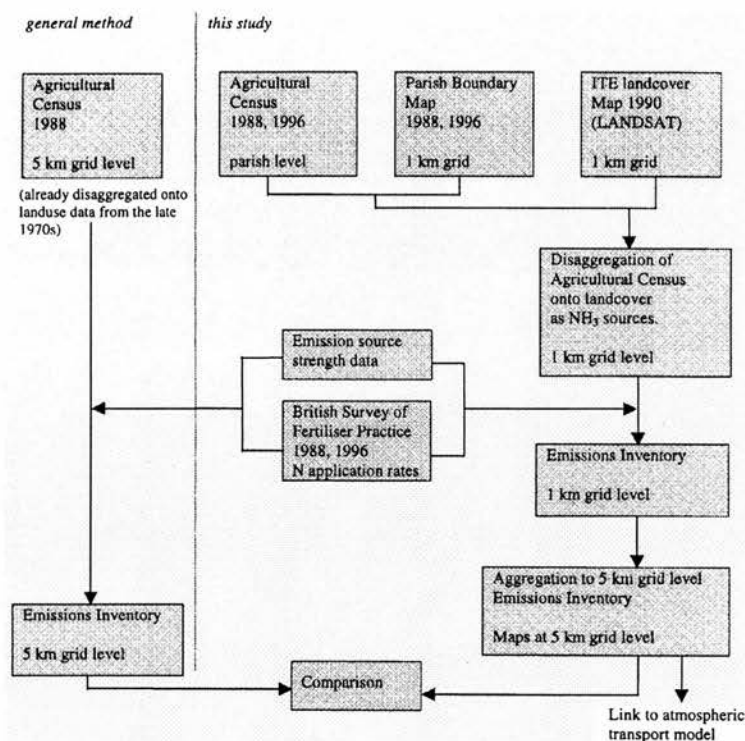 general method
this study
Agricultural
Census
1988
5 km grid level
(already disaggregated onto
landuse data from the late
1970s)
Agricultural
Census
1988, 1996
parish level
Parish Boundary
Map
1988, 1996
1 km grid
ITE landcover
Map 1990
(LANDSAT)
1 km grid
Disaggregation of
Agricultural Census
onto landcover
as NH₃ sources.
1 km grid level
Emission source
strength data
British Survey of
Fertiliser Practice
1988, 1996
N application rates
Emissions Inventory
1 km grid level
Aggregation to 5 km grid level
Emissions Inventory
Maps at 5 km grid level
Emissions Inventory
5 km grid level
Comparison
Link to atmospheric
transport model